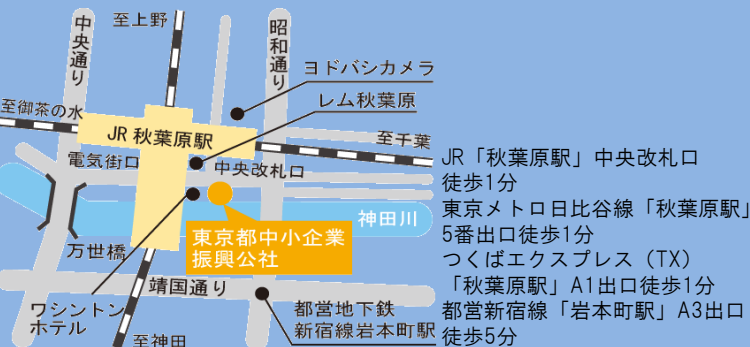 中央通り
至上野
昭和通り
ヨドバシカメラ
レム秋葉原
至御茶の水
JR 秋葉原駅
至千葉
電気街口
中央改札口
神田川
万世橋
東京都中小企業
振興公社
靖国通り
ワシントン
ホテル
都営地下鉄
新宿線岩本町駅
至神田
JR「秋葉原駅」中央改札口
徒歩1分
東京メトロ日比谷線「秋葉原駅」
5番出口徒歩1分
つくばエクスプレス（TX）
「秋葉原駅」A1出口徒歩1分
都営新宿線「岩本町駅」A3出口
徒歩5分